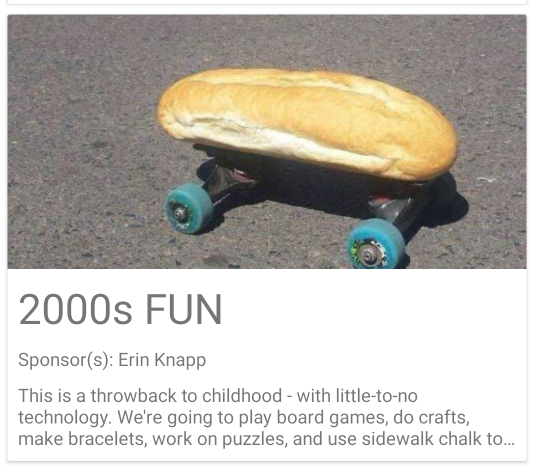 2000s FUN
Sponsor(s): Erin Knapp
This is a throwback to childhood - with little-to-no
technology. We're going to play board games, do crafts,
make bracelets, work on puzzles, and use sidewalk chalk to...